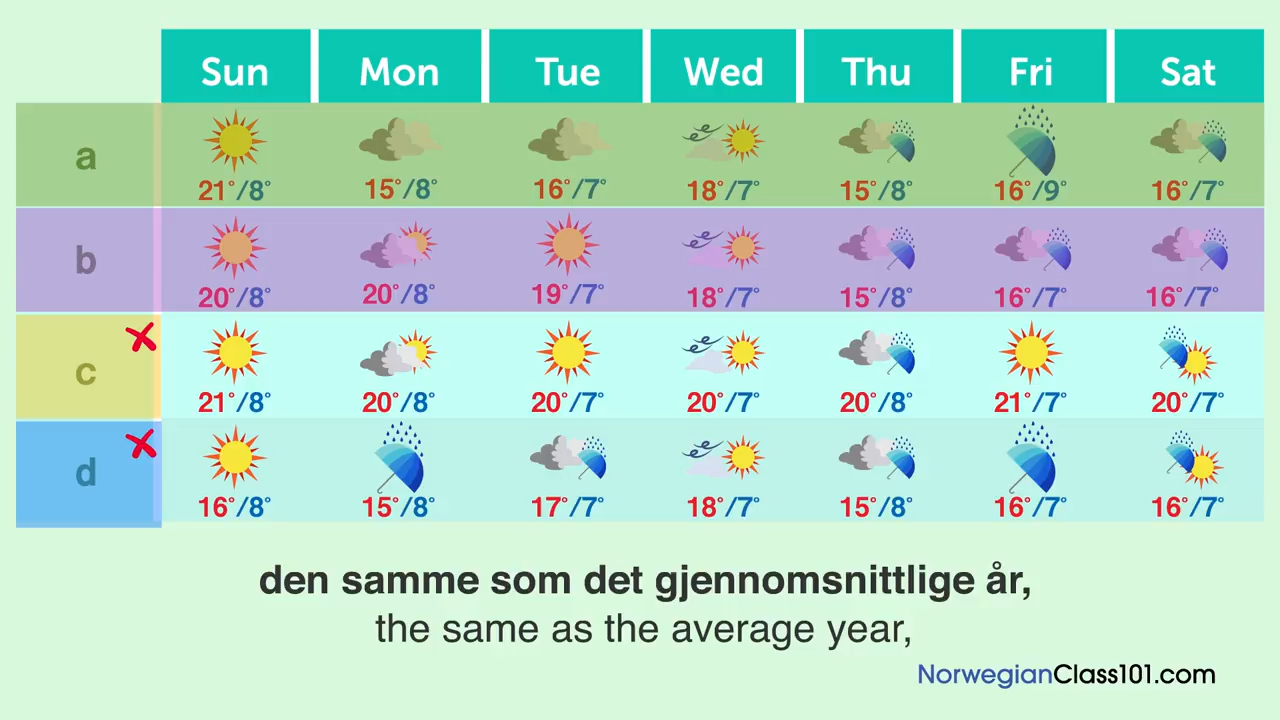 Sun Mon Tue Wed Thu Fri Sat
a
21°/8° 15°/8° 16°/7° 18°/7° 15°/8° 16°/9° 16°/7°
b
20°/8° 20°/8° 19°/7° 18°/7° 15°/8° 16°/7° 16°/7°
c
21°/8° 20°/8° 20°/7° 20°/7° 20°/8° 21°/7° 20°/7°
d
16°/8° 15°/8° 17°/7° 18°/7° 15°/8° 16°/7° 16°/7°
den samme som det gjennomsnittlige år,
the same as the average year,
NorwegianClass101.com